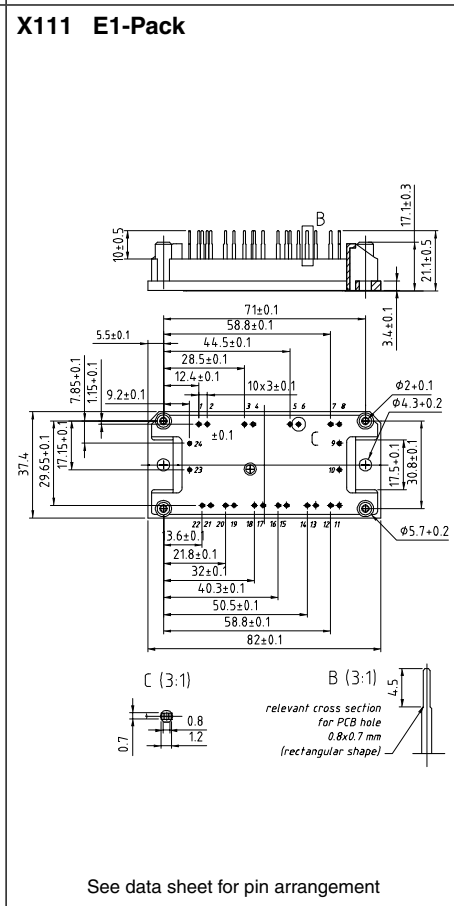 X111 E1-Pack
B
10±0.5
17.1±0.3
21.1±0.5
3.4±0.1
71±0.1
58.8±0.1
5.5±0.1
44.5±0.1
28.5±0.1
12.4±0.1
9.2±0.1
10x3±0.1
7.85+0.1
1.15+0.1
1 2 3 4 5 6 7 8
±0.1
C
24
9
23
10
37.4
29.65+0.1
17.15+0.1
17.5±0.1
30.8±0.1
Φ2+0.1
Φ4.3+0.2
Φ5.7+0.2
22 21 20 19 18 17 16 15 14 13 12 11
3.6±0.1
21.8±0.1
32±0.1
40.3±0.1
50.5±0.1
58.8±0.1
82±0.1
C (3:1)
0.7
0.8
1.2
B (3:1)
4.5
relevant cross section
for PCB hole
0.8x0.7 mm
(rectangular shape)
See data sheet for pin arrangement